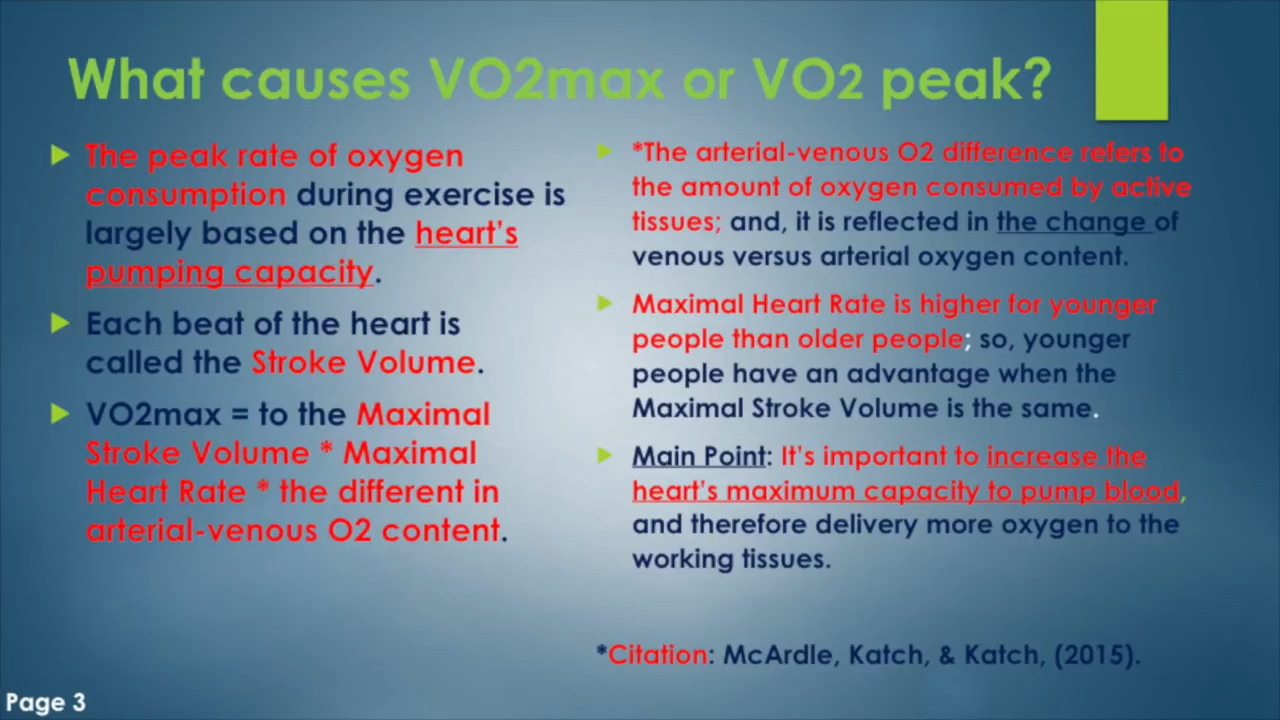 What causes VO2max or VO2 peak?
The peak rate of oxygen
consumption during exercise is
largely based on the heart's
pumping capacity.
Each beat of the heart is
called the Stroke Volume.
VO2max = to the Maximal
Stroke Volume * Maximal
Heart Rate * the different in
arterial-venous O2 content.
*The arterial-venous O2 difference refers to
the amount of oxygen consumed by active
tissues; and, it is reflected in the change of
venous versus arterial oxygen content.
Maximal Heart Rate is higher for younger
people than older people; so, younger
people have an advantage when the
Maximal Stroke Volume is the same.
Main Point: It's important to increase the
heart's maximum capacity to pump blood,
and therefore delivery more oxygen to the
working tissues.
*Citation: McArdle, Katch, & Katch, (2015).
Page 3